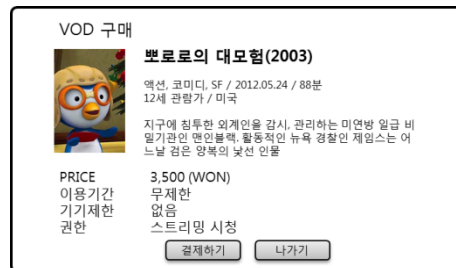 VOD 구매
뽀로로의 대모험(2003)
액션, 코미디, SF / 2012.05.24 / 88분
12세 관람가 / 미국
지구에 침투한 외계인을 감시, 관리하는 미연방 일급 비
밀기관인 맨인블랙. 활동적인 뉴욕 경찰인 제임스는 어
느날 검은 양복의 낯선 인물
PRICE 3,500 (WON)
이용기간 무제한
기기제한 없음
권한 스트리밍 시청
결제하기 나가기